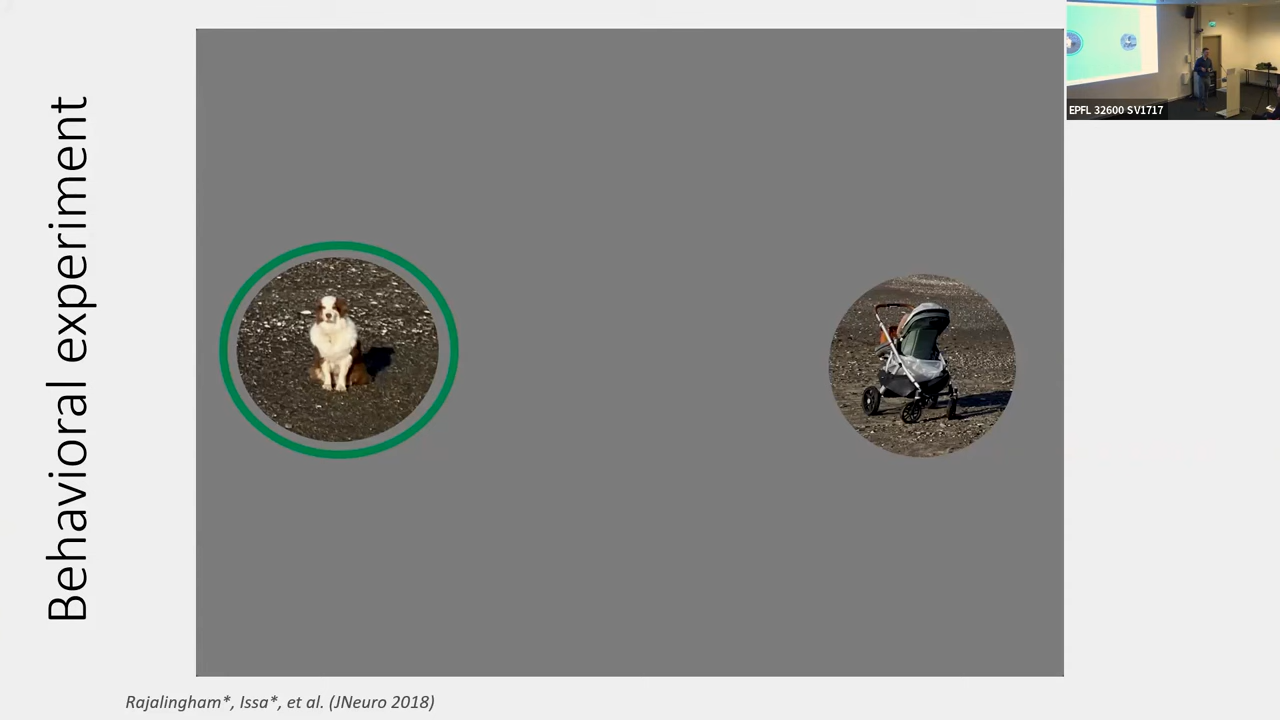 Behavioral experiment
EPFL 32600 SV1717
Rajalingham*, Issa*, et al. (JNeuro 2018)